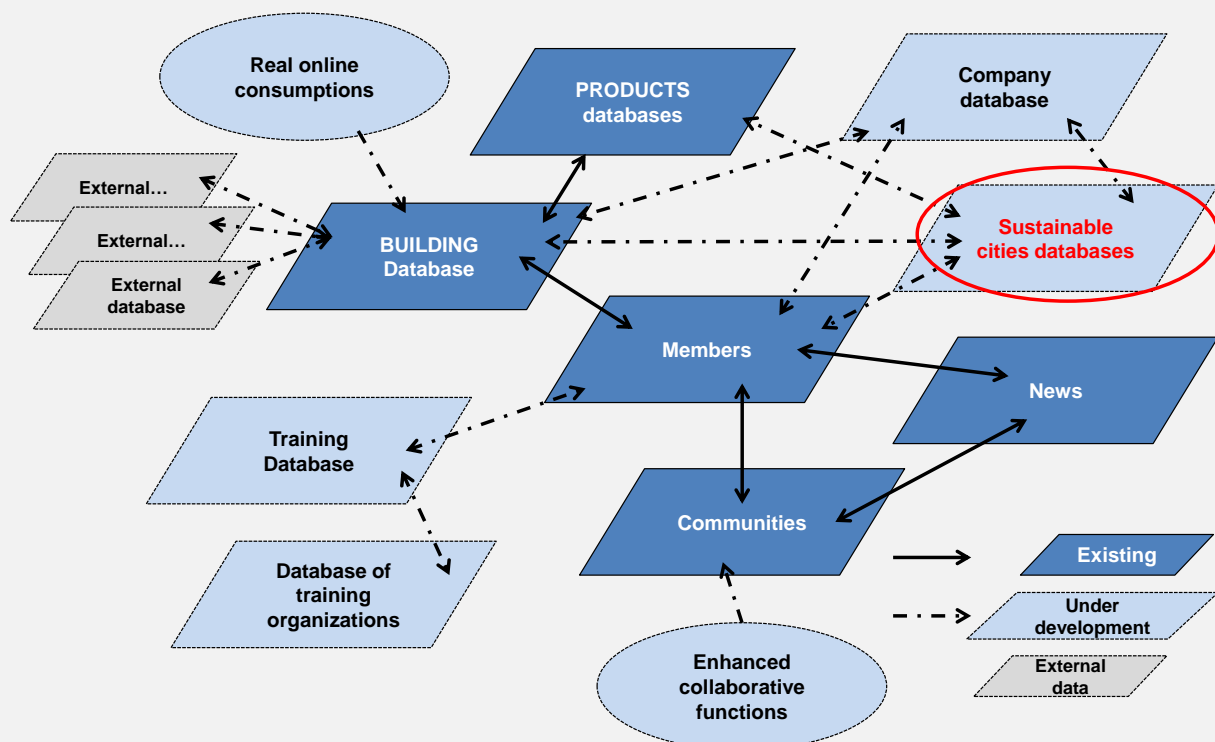 Real online
consumptions
PRODUCTS
databases
Company
database
External…
External…
External
database
BUILDING
Database
Sustainable
cities databases
Members
News
Training
Database
Communities
Database of
training
organizations
Enhanced
collaborative
functions
Existing
Under
development
External
data